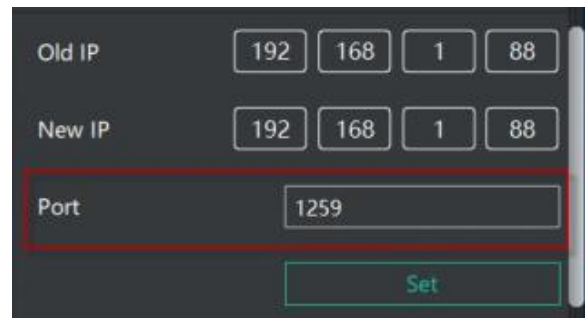 Old IP 192 168 1 88
New IP 192 168 1 88
Port 1259
Set